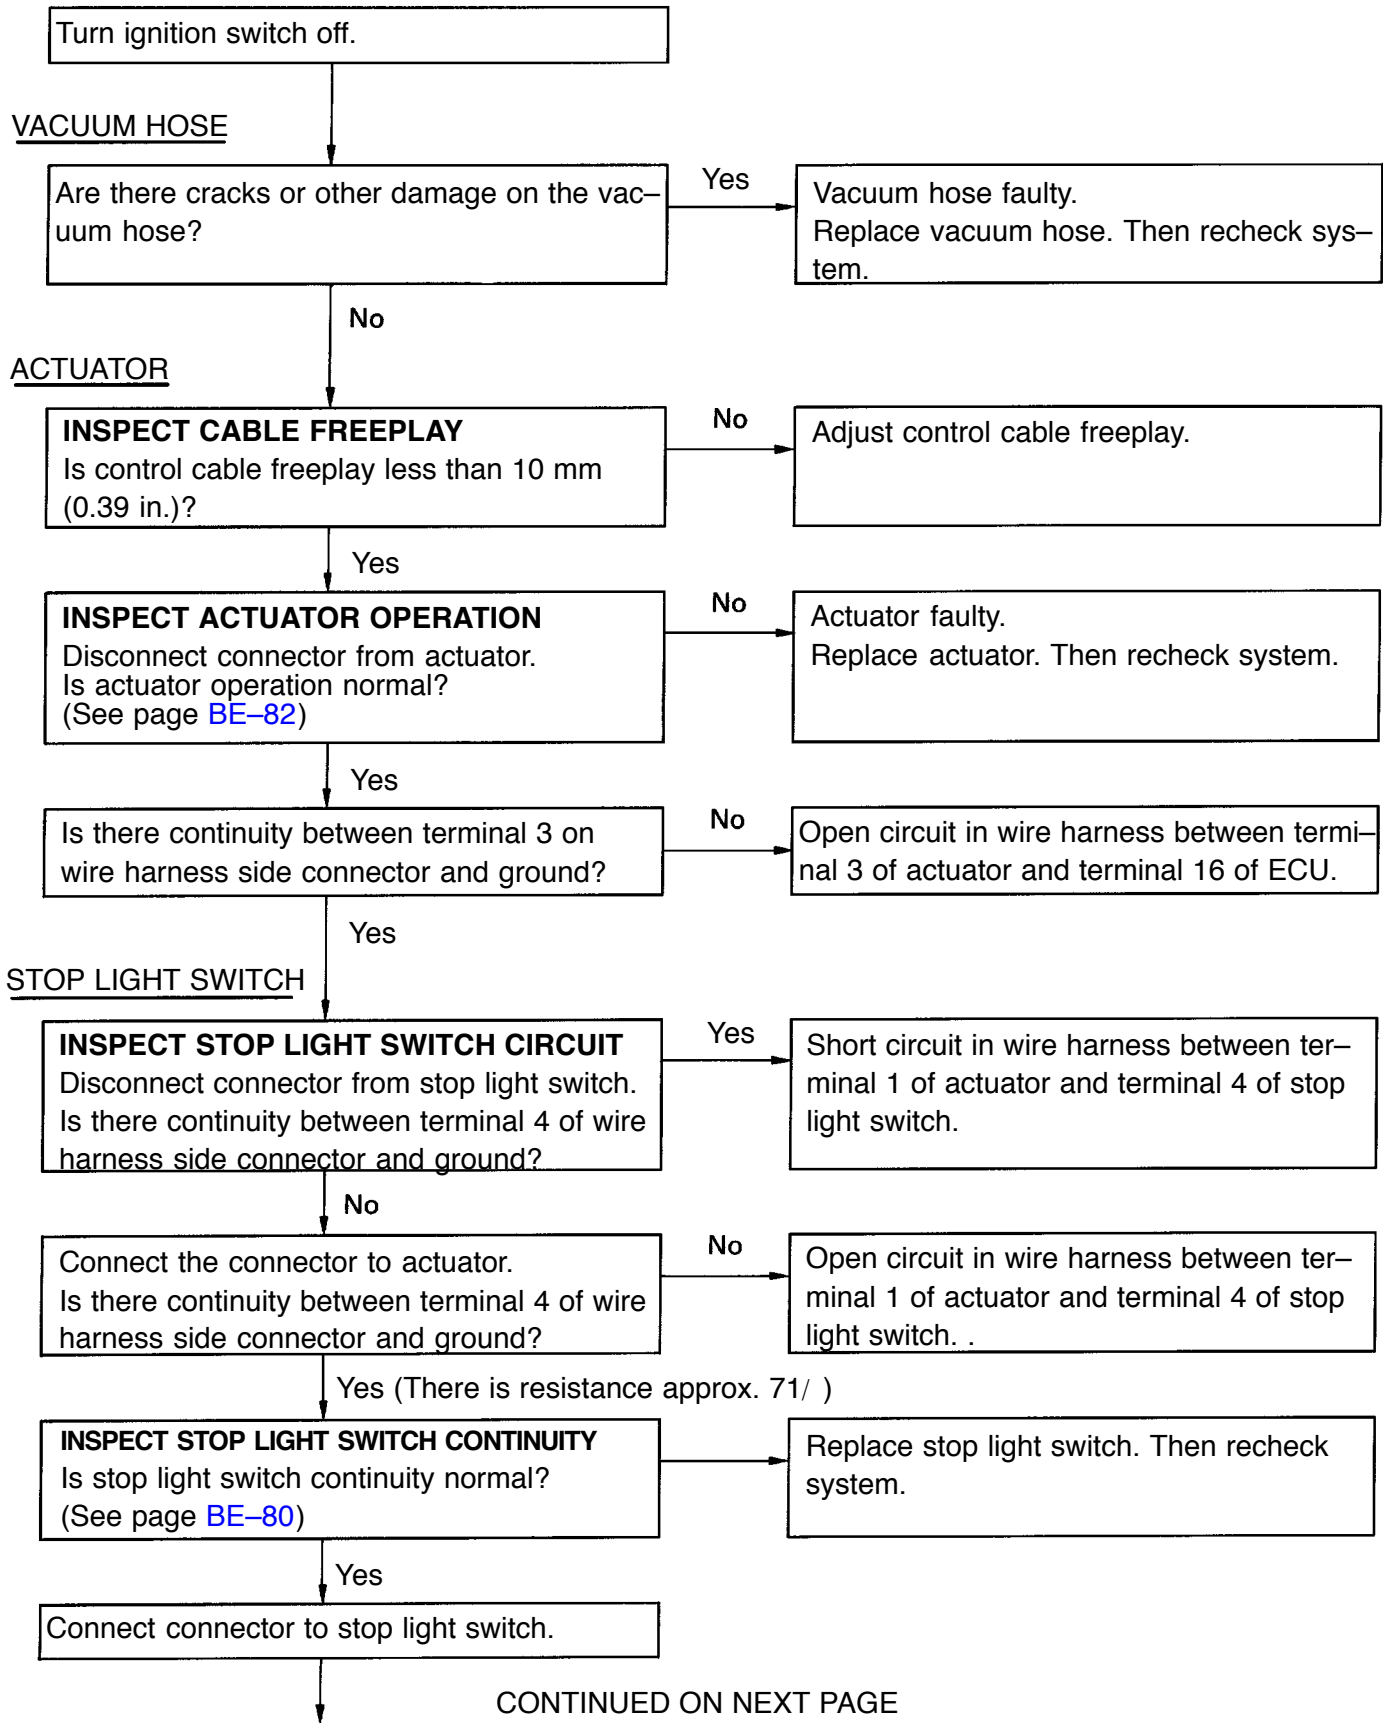 Turn ignition switch off.
VACUUM HOSE
Are there cracks or other damage on the vac–
uum hose?
Yes
Vacuum hose faulty.
Replace vacuum hose. Then recheck sys–
tem.
No
ACTUATOR
INSPECT CABLE FREEPLAY
Is control cable freeplay less than 10 mm
(0.39 in.)?
No
Adjust control cable freeplay.
Yes
INSPECT ACTUATOR OPERATION
Disconnect connector from actuator.
Is actuator operation normal?
(See page BE–82)
No
Actuator faulty.
Replace actuator. Then recheck system.
Yes
Is there continuity between terminal 3 on
wire harness side connector and ground?
No
Open circuit in wire harness between termi–
nal 3 of actuator and terminal 16 of ECU.
Yes
STOP LIGHT SWITCH
INSPECT STOP LIGHT SWITCH CIRCUIT
Disconnect connector from stop light switch.
Is there continuity between terminal 4 of wire
harness side connector and ground?
Yes
Short circuit in wire harness between ter–
minal 1 of actuator and terminal 4 of stop
light switch.
No
Connect the connector to actuator.
Is there continuity between terminal 4 of wire
harness side connector and ground?
No
Open circuit in wire harness between ter–
minal 1 of actuator and terminal 4 of stop
light switch. .
Yes (There is resistance approx. 71/ )
INSPECT STOP LIGHT SWITCH CONTINUITY
Is stop light switch continuity normal?
(See page BE–80)
Replace stop light switch. Then recheck
system.
Yes
Connect connector to stop light switch.
CONTINUED ON NEXT PAGE